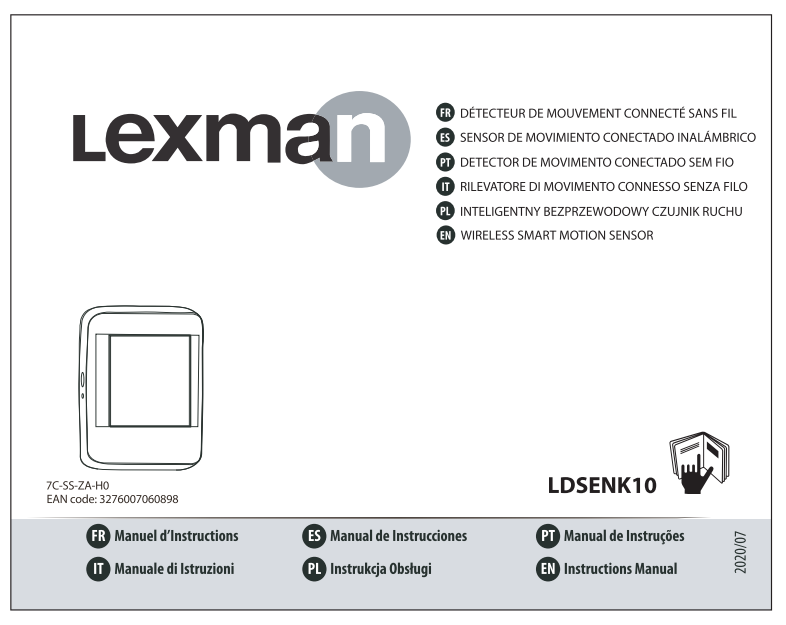 Lexman
FR DÉTECTEUR DE MOUVEMENT CONNECTÉ SANS FIL
ES SENSOR DE MOVIMIENTO CONECTADO INALÁMBRICO
PT DETECTOR DE MOVIMENTO CONECTADO SEM FIO
IT RILEVATORE DI MOVIMENTO CONNESSO SENZA FILO
PL INTELIGENTNY BEZPRZEWODOWY CZUJNIK RUCHU
EN WIRELESS SMART MOTION SENSOR
7C-SS-ZA-H0
EAN code: 3276007060898
LDSENK10
FR Manuel d’Instructions
ES Manual de Instrucciones
PT Manual de Instruções
IT Manuale di Istruzioni
PL Instrukcja Obsługi
EN Instructions Manual
2020/07